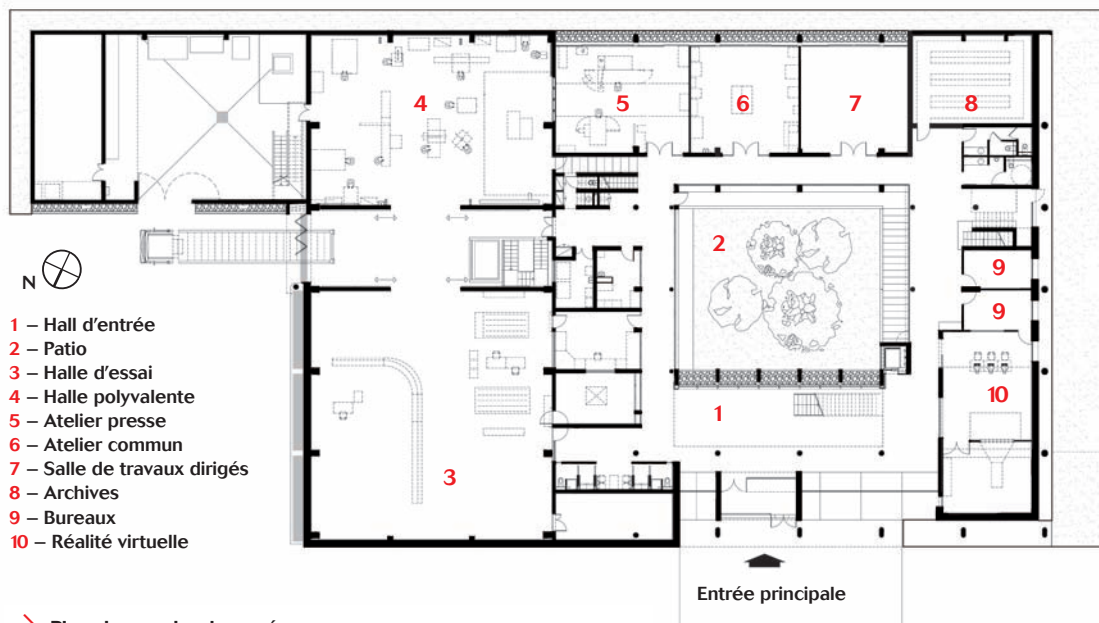 4
5
6
7
8
2
9
9
10
1
3
N
1 – Hall d'entrée
2 – Patio
3 – Halle d'essai
4 – Halle polyvalente
5 – Atelier presse
6 – Atelier commun
7 – Salle de travaux dirigés
8 – Archives
9 – Bureaux
10 – Réalité virtuelle
Entrée principale